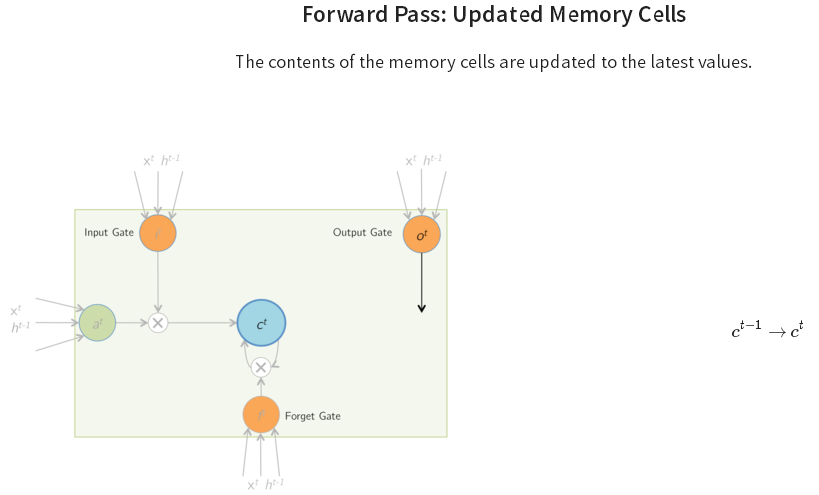 Forward Pass: Updated Memory Cells
The contents of the memory cells are updated to the latest values.
xᵗ hᵗ⁻¹
xᵗ hᵗ⁻¹
Input Gate
Output Gate
oᵗ
xᵗ
hᵗ⁻¹
aᵗ
cᵗ
cᵗ⁻¹ → cᵗ
Forget Gate
xᵗ hᵗ⁻¹